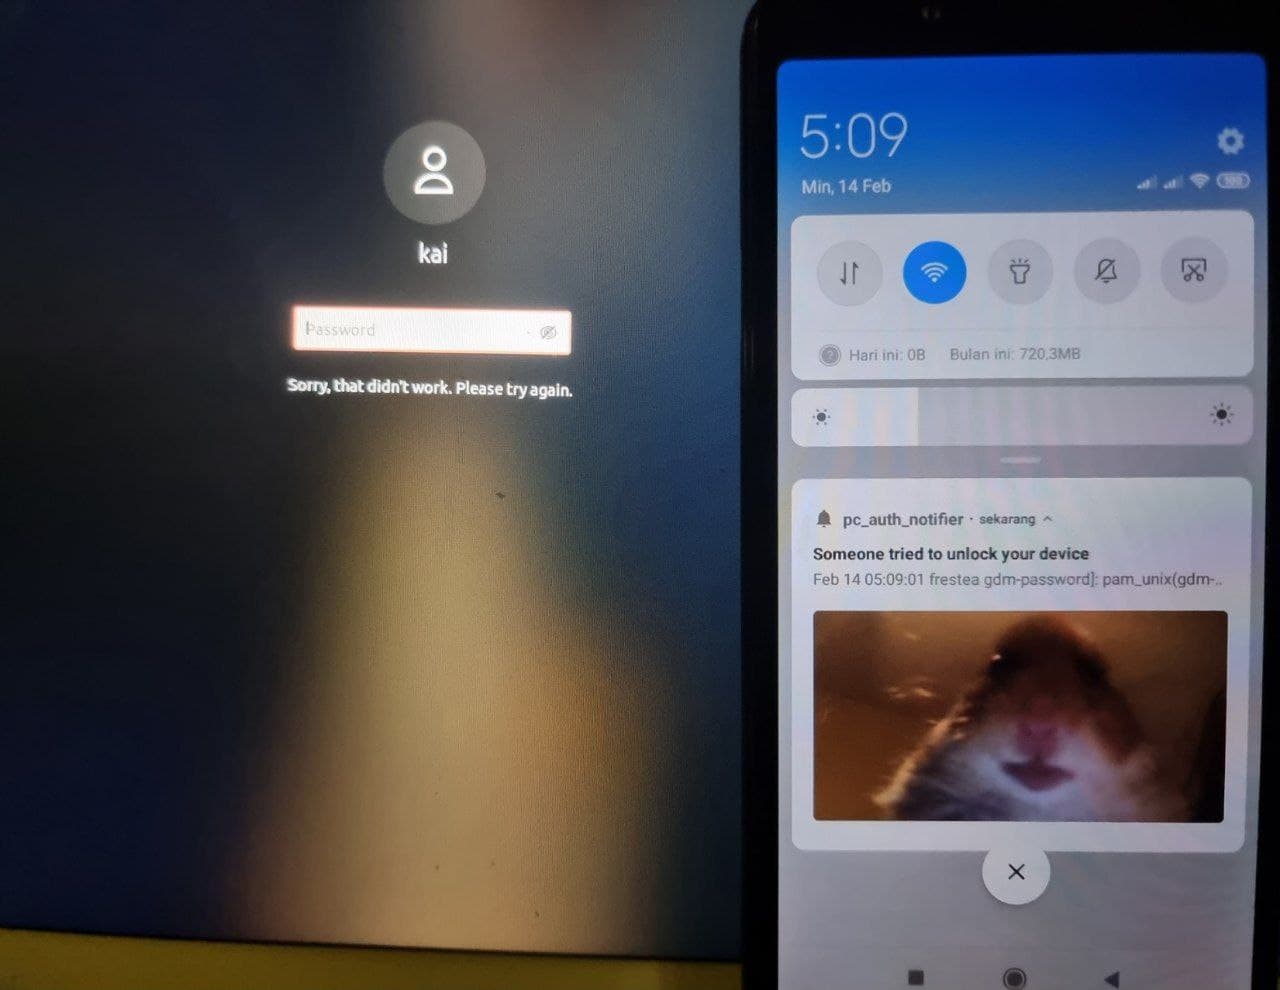 kai
Password
Sorry, that didn't work. Please try again.
5:09
Min, 14 Feb
100
Hari ini: 0B Bulan ini: 720,3MB
pc_auth_notifier · sekarang
Someone tried to unlock your device
Feb 14 05:09:01 frestea gdm-password]: pam_unix(gdm-..